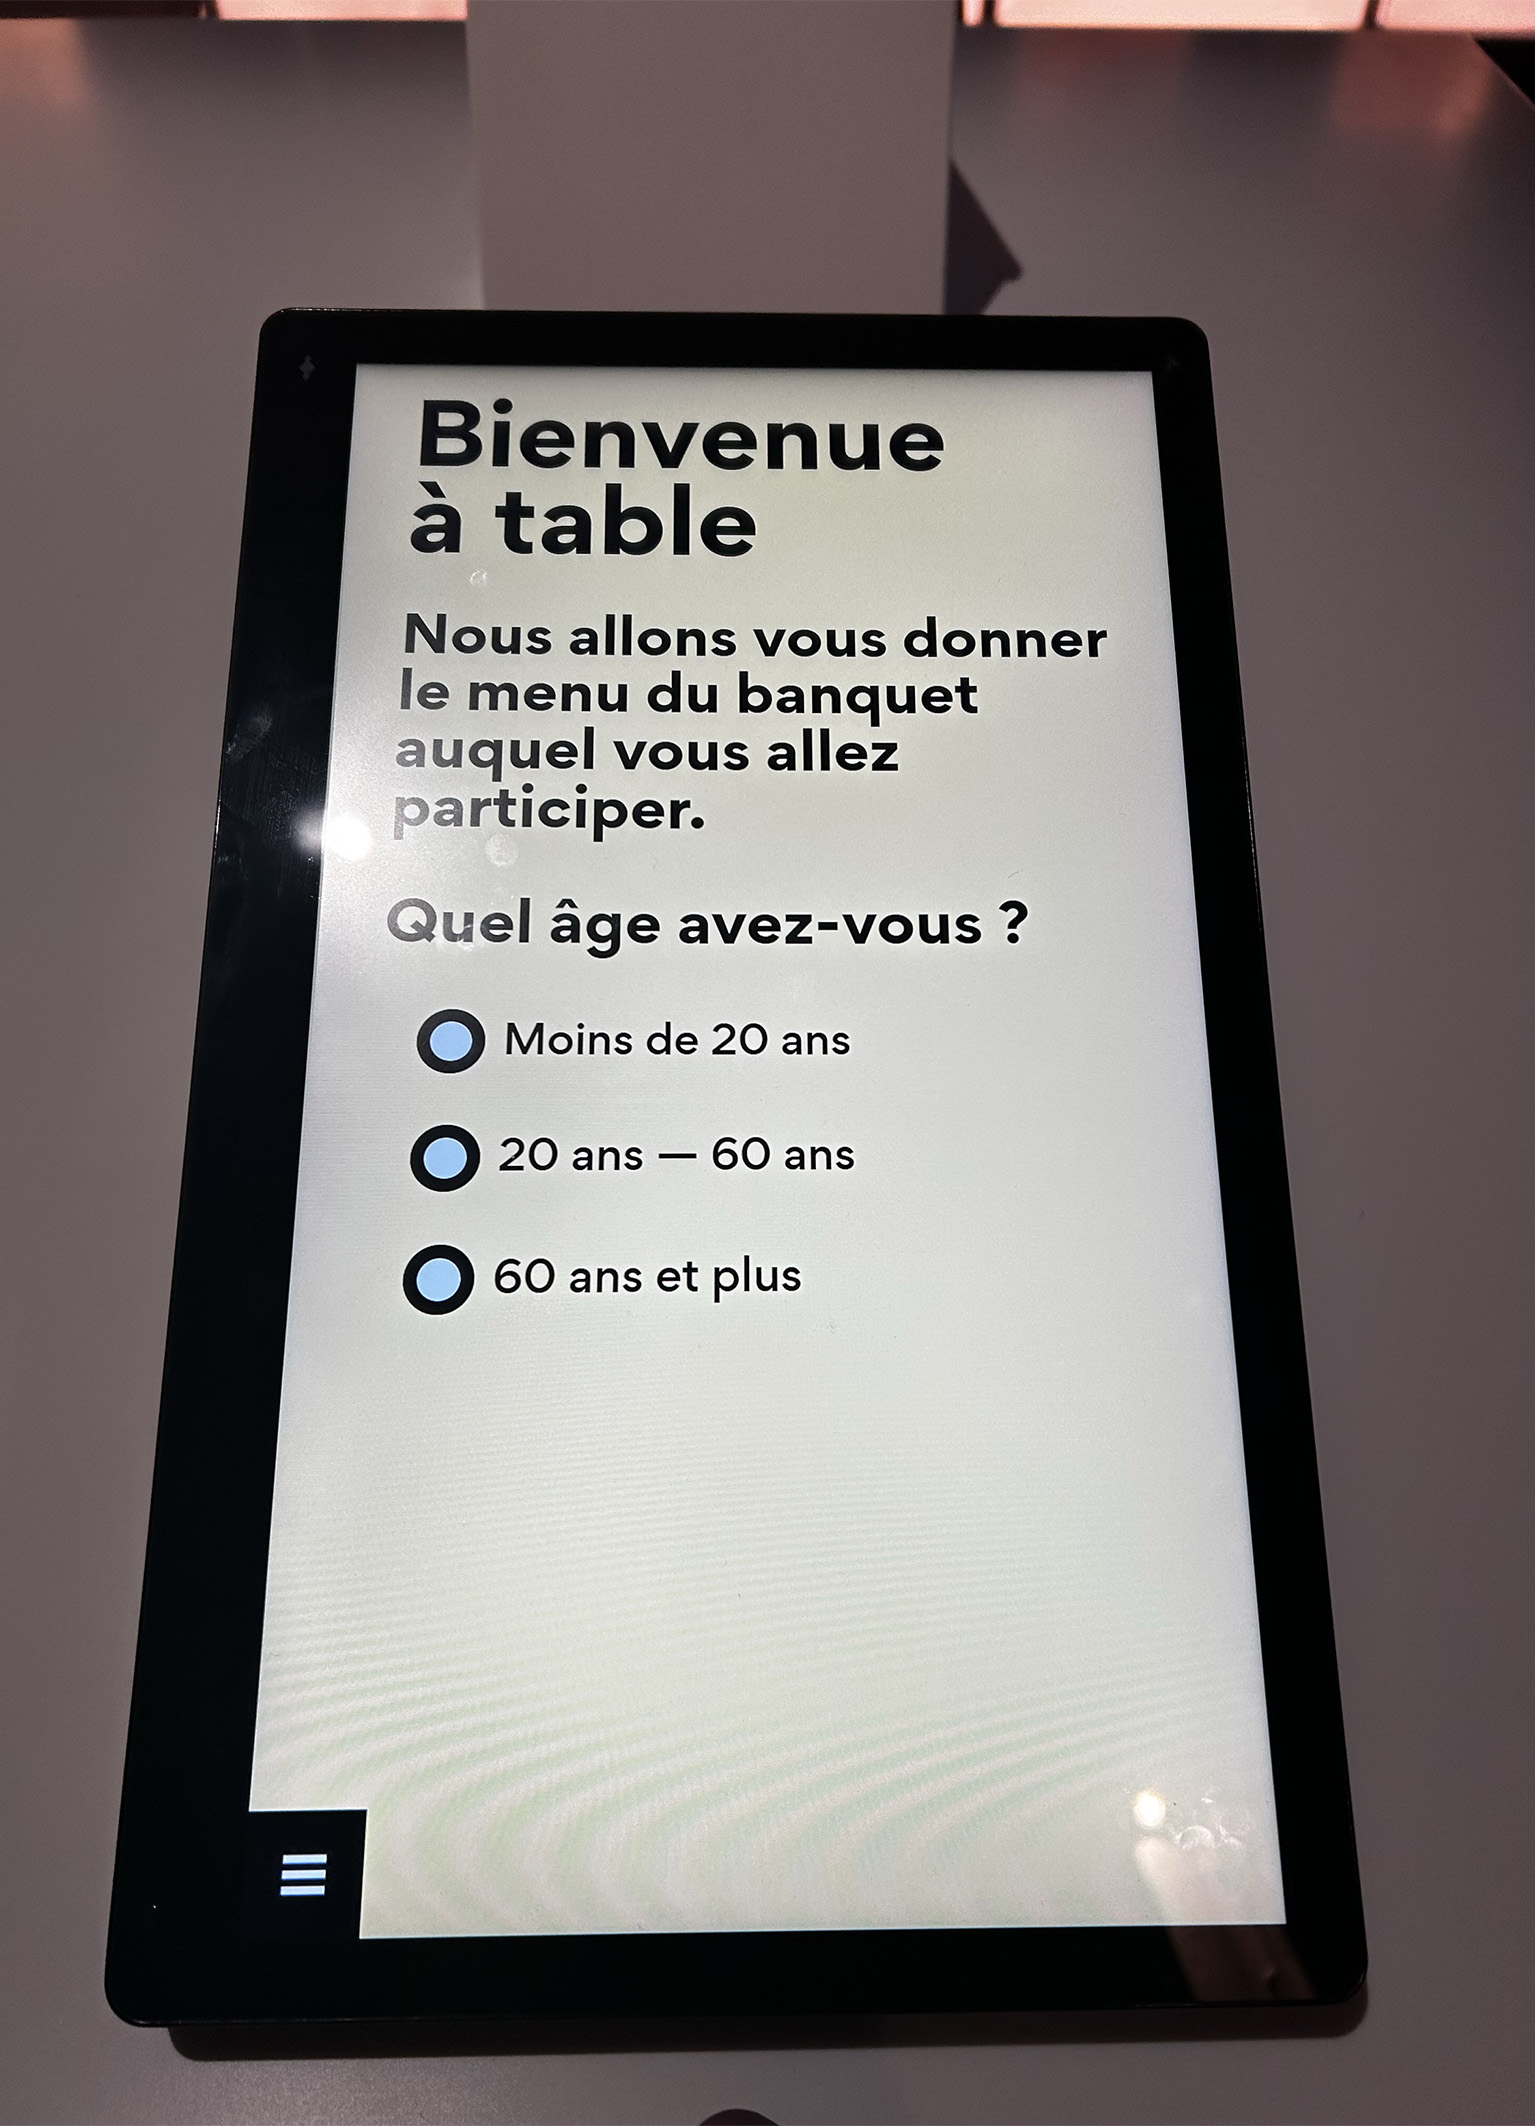 Bienvenue
à table
Nous allons vous donner
le menu du banquet
auquel vous allez
participer.
Quel âge avez-vous ?
Moins de 20 ans
20 ans — 60 ans
60 ans et plus